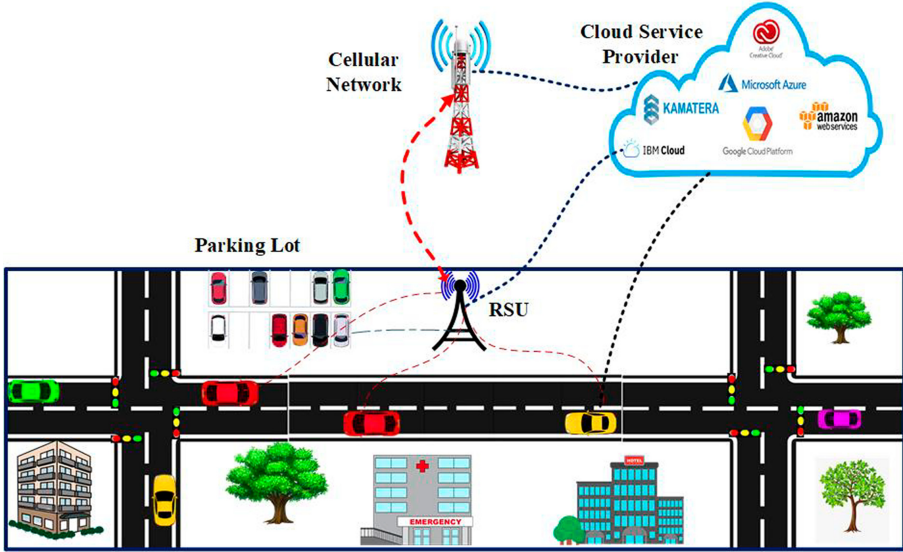 Cellular
Network
Cloud Service
Provider
Adobe
Creative Cloud
Microsoft Azure
KAMATERA
amazon
webservices
IBM Cloud
Google Cloud Platform
Parking Lot
RSU
EMERGENCY
HOTEL